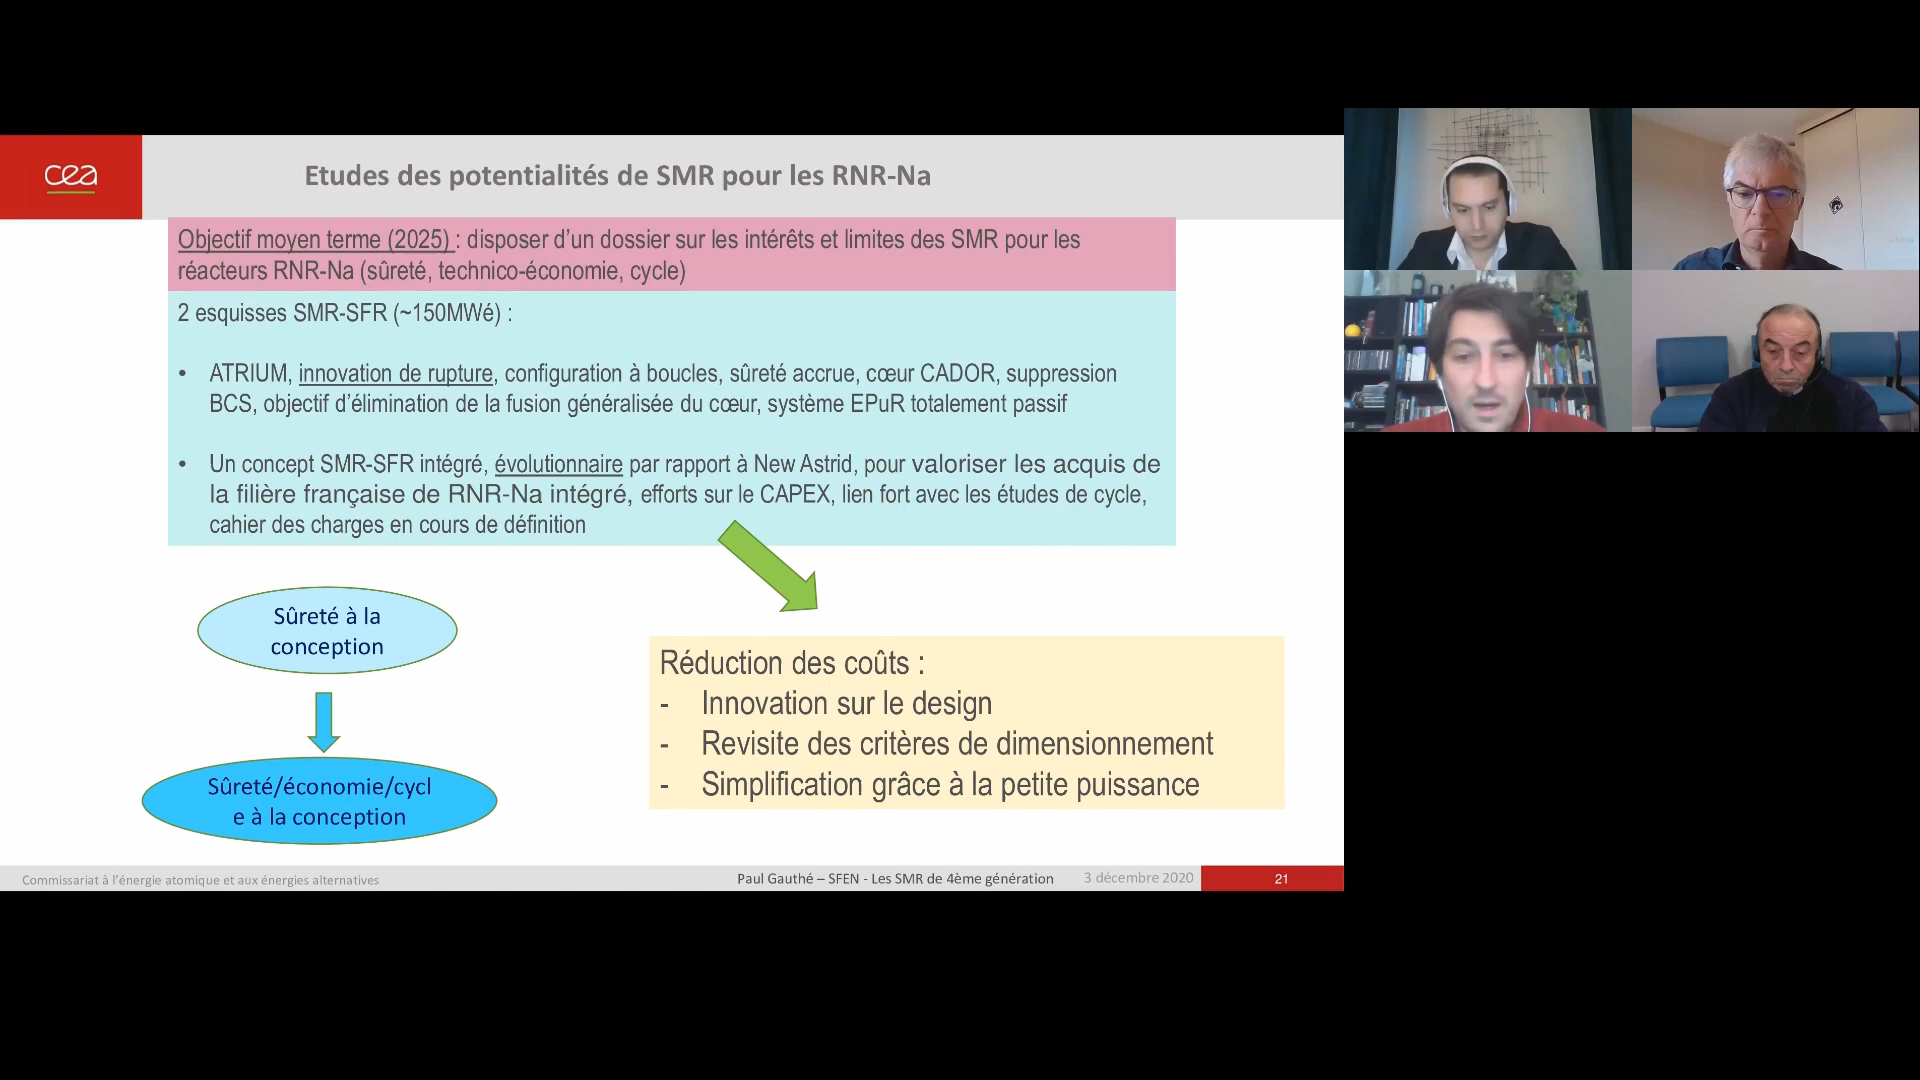 cea
Etudes des potentialités de SMR pour les RNR-Na
Objectif moyen terme (2025) : disposer d’un dossier sur les intérêts et limites des SMR pour les
réacteurs RNR-Na (sûreté, technico-économie, cycle)
2 esquisses SMR-SFR (~150MWé) :
• ATRIUM, innovation de rupture, configuration à boucles, sûreté accrue, cœur CADOR, suppression
BCS, objectif d’élimination de la fusion généralisée du cœur, système EPuR totalement passif
• Un concept SMR-SFR intégré, évolutionnaire par rapport à New Astrid, pour valoriser les acquis de
la filière française de RNR-Na intégré, efforts sur le CAPEX, lien fort avec les études de cycle,
cahier des charges en cours de définition
Sûreté à la
conception
Sûreté/économie/cycl
e à la conception
Réduction des coûts :
- Innovation sur le design
- Revisite des critères de dimensionnement
- Simplification grâce à la petite puissance
Commissariat à l’énergie atomique et aux énergies alternatives
Paul Gauthé – SFEN - Les SMR de 4ème génération
3 décembre 2020
21